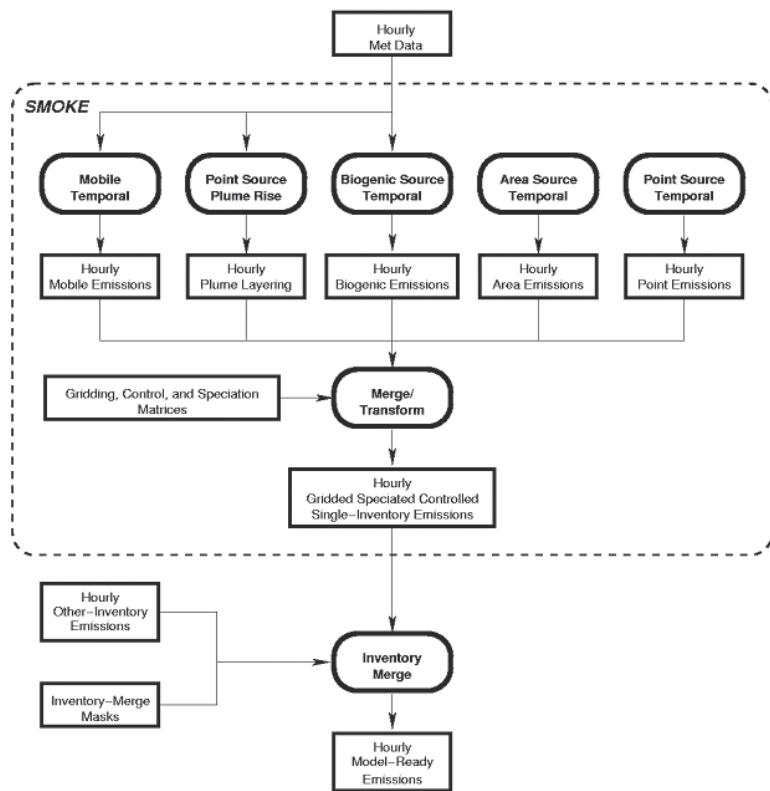 Hourly
Met Data
SMOKE
Mobile
Temporal
Point Source
Plume Rise
Biogenic Source
Temporal
Area Source
Temporal
Point Source
Temporal
Hourly
Mobile Emissions
Hourly
Plume Layering
Hourly
Biogenic Emissions
Hourly
Area Emissions
Hourly
Point Emissions
Gridding, Control, and Speciation
Matrices
Merge/
Transform
Hourly
Gridded Speciated Controlled
Single-Inventory Emissions
Hourly
Other-Inventory
Emissions
Inventory-Merge
Masks
Inventory
Merge
Hourly
Model-Ready
Emissions